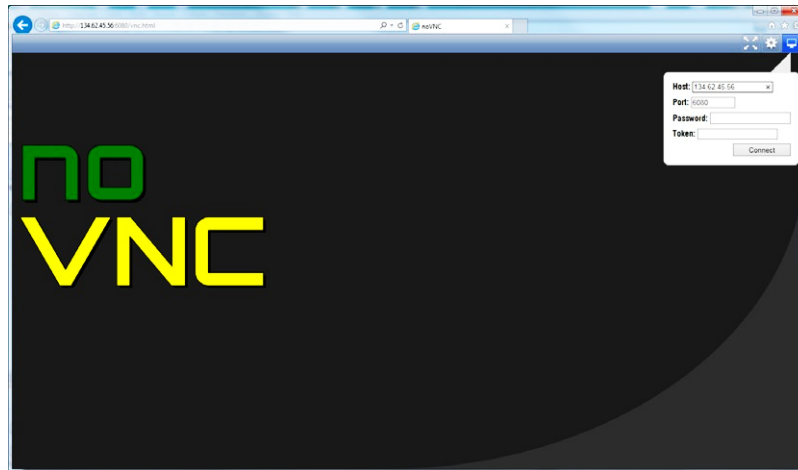 http://134.62.45.56:6080/vnc.html
noVNC
Host: 134.62.45.56
Port: 6080
Password:
Token:
Connect
no
VNC